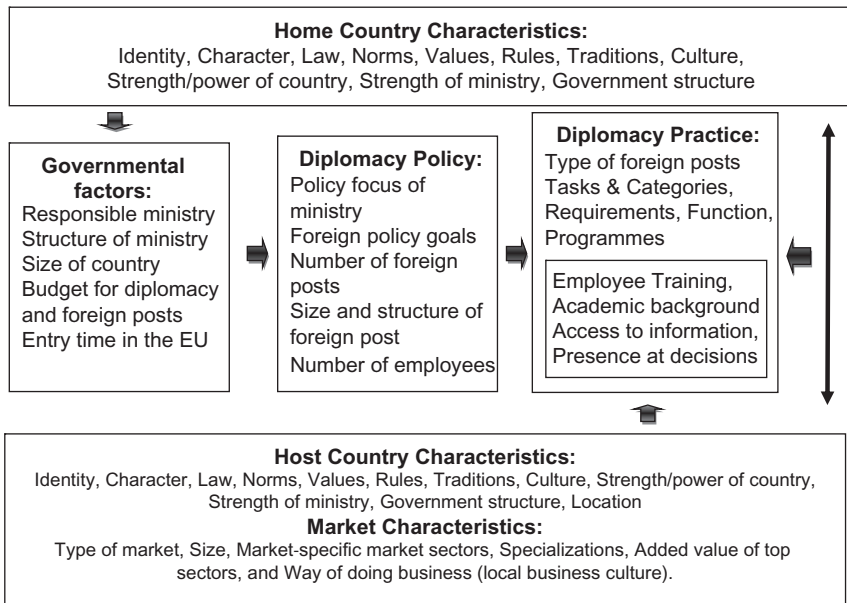 Home Country Characteristics:
Identity, Character, Law, Norms, Values, Rules, Traditions, Culture,
Strength/power of country, Strength of ministry, Government structure
Governmental
factors:
Responsible ministry
Structure of ministry
Size of country
Budget for diplomacy
and foreign posts
Entry time in the EU
Diplomacy Policy:
Policy focus of
ministry
Foreign policy goals
Number of foreign
posts
Size and structure of
foreign post
Number of employees
Diplomacy Practice:
Type of foreign posts
Tasks & Categories,
Requirements, Function,
Programmes
Employee Training,
Academic background
Access to information,
Presence at decisions
Host Country Characteristics:
Identity, Character, Law, Norms, Values, Rules, Traditions, Culture, Strength/power of country,
Strength of ministry, Government structure, Location
Market Characteristics:
Type of market, Size, Market-specific market sectors, Specializations, Added value of top
sectors, and Way of doing business (local business culture).